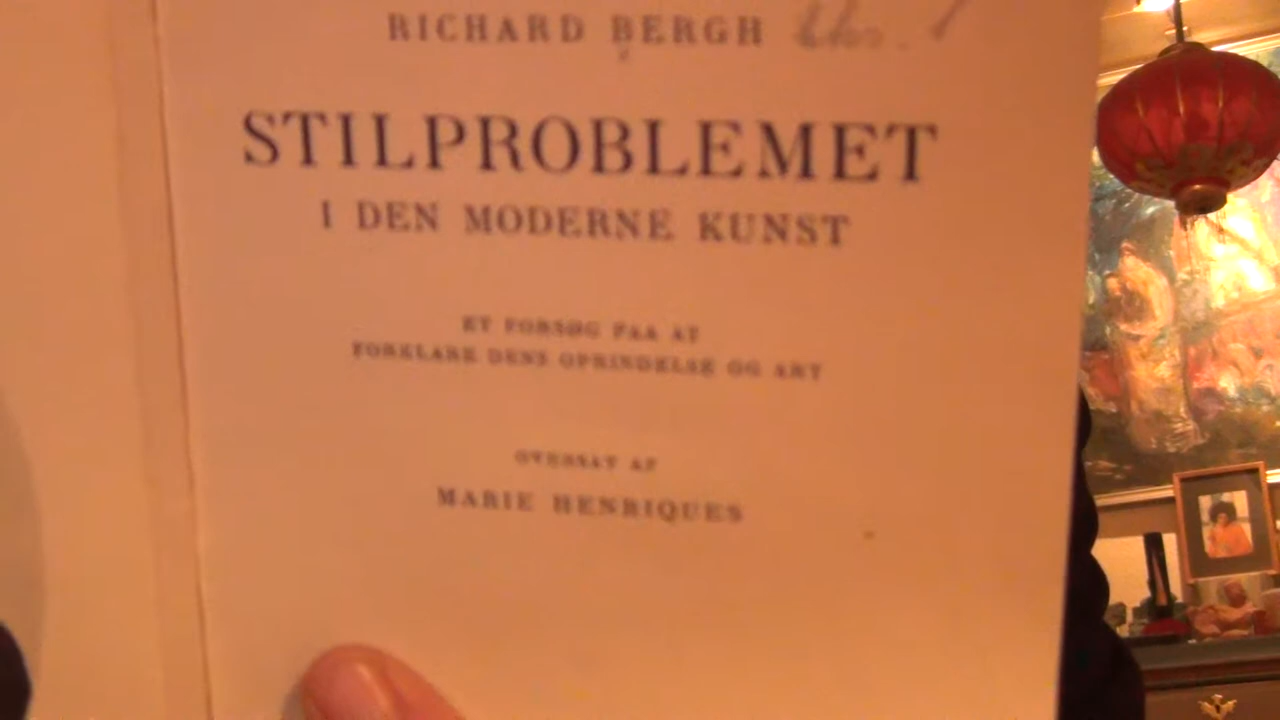 RICHARD BERGH
STILPROBLEMET
I DEN MODERNE KUNST
ET FORSØG PAA AT
FORKLARE DENS OPRINDELSE OG ART
OVERSAT AF
MARIE HENRIQUES